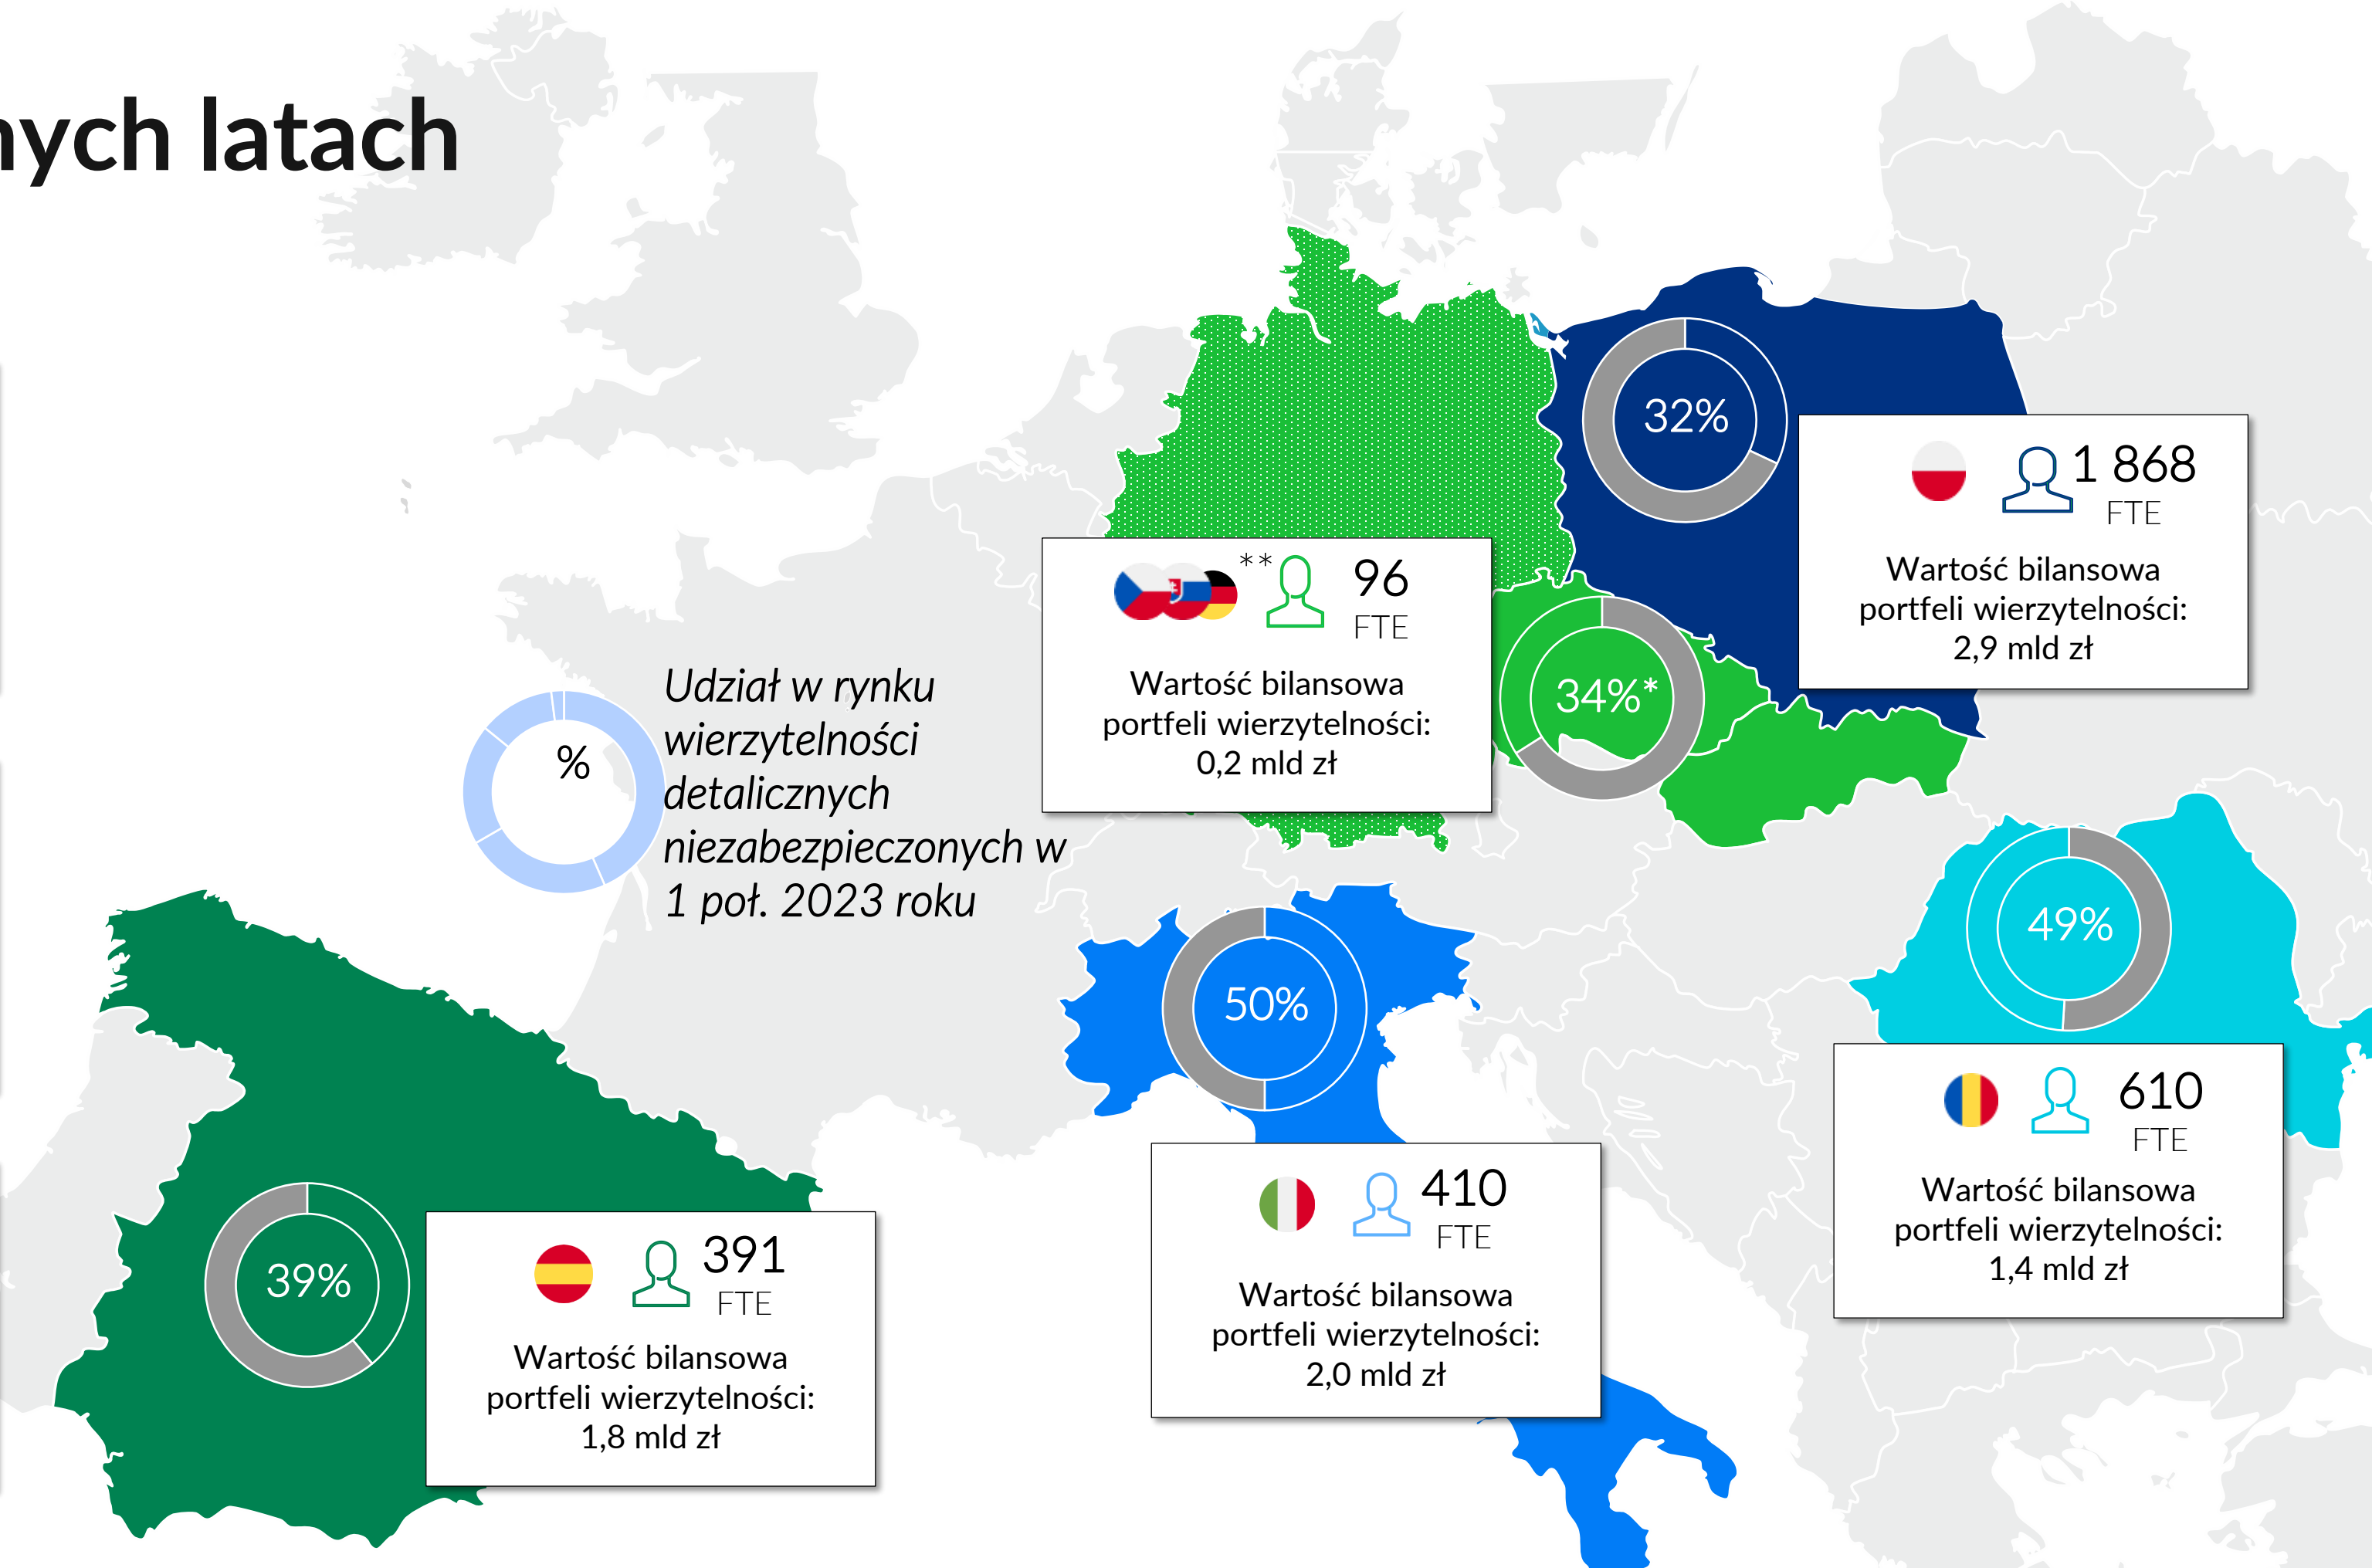 nych latach
32%
1 868
FTE
Wartość bilansowa
portfeli wierzytelności:
2,9 mld zł
**
96
FTE
Wartość bilansowa
portfeli wierzytelności:
0,2 mld zł
34%*
%
Udział w rynku
wierzytelności
detalicznych
niezabezpieczonych w
1 poł. 2023 roku
49%
610
FTE
Wartość bilansowa
portfeli wierzytelności:
1,4 mld zł
50%
410
FTE
Wartość bilansowa
portfeli wierzytelności:
2,0 mld zł
39%
391
FTE
Wartość bilansowa
portfeli wierzytelności:
1,8 mld zł